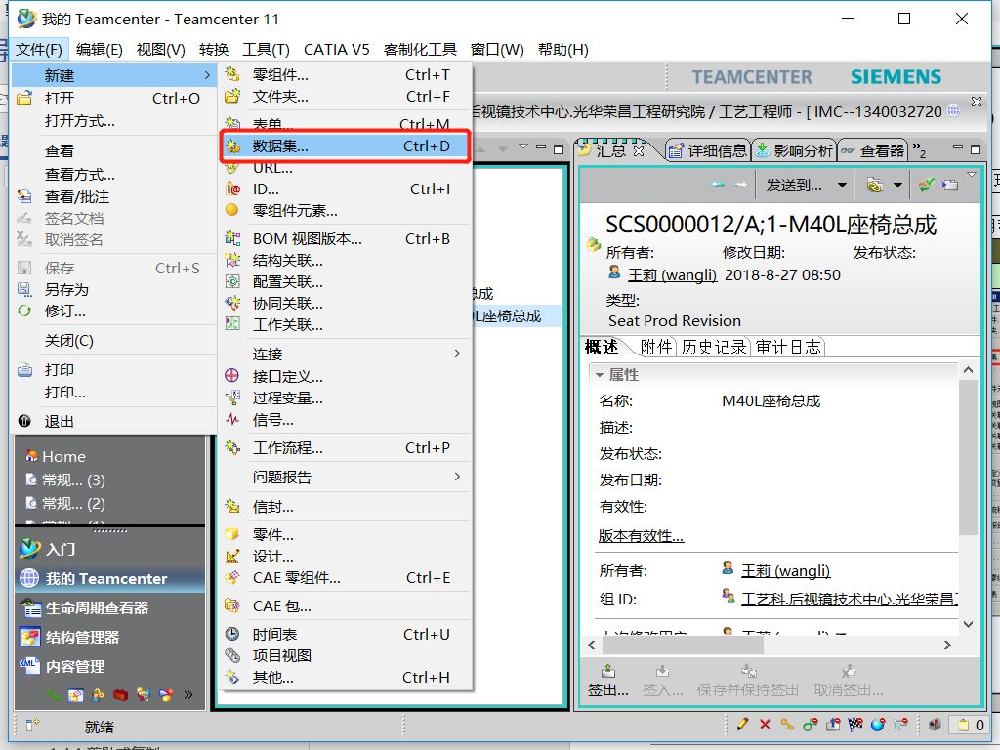 我的 Teamcenter - Teamcenter 11
文件(F) 编辑(E) 视图(V) 转换 工具(T) CATIA V5 客制化工具 窗口(W) 帮助(H)
新建
打开 Ctrl+O
打开方式...
查看
查看方式...
查看/批注
签名文档
取消签名
保存 Ctrl+S
另存为
修订...
关闭(C)
打印
打印...
退出
零组件... Ctrl+T
文件夹... Ctrl+F
表单... Ctrl+M
数据集... Ctrl+D
URL...
ID... Ctrl+I
零组件元素...
BOM 视图版本... Ctrl+B
结构关联...
配置关联...
协同关联...
工作关联...
连接
接口定义...
过程变量...
信号...
工作流程... Ctrl+P
问题报告
信封...
零件...
设计...
CAE 零组件... Ctrl+E
CAE 包...
时间表 Ctrl+U
项目视图
其他... Ctrl+H
Home
常规... (3)
常规... (2)
入门
我的 Teamcenter
生命周期查看器
结构管理器
内容管理
就绪
TEAMCENTER SIEMENS
后视镜技术中心.光华荣昌工程研究院 / 工艺工程师 - [ IMC--1340032720
总成
L座椅总成
汇总 详细信息 影响分析 查看器 »2
发送到...
SCS0000012/A;1-M40L座椅总成
所有者: 修改日期: 发布状态:
王莉 (wangli) 2018-8-27 08:50
类型:
Seat Prod Revision
概述 附件 历史记录 审计日志
属性
名称: M40L座椅总成
描述:
发布状态:
发布日期:
有效性:
版本有效性...
所有者: 王莉 (wangli)
组 ID: 工艺科.后视镜技术中心.光华荣昌
签出... 签入... 保存并保持签出 取消签出...
0